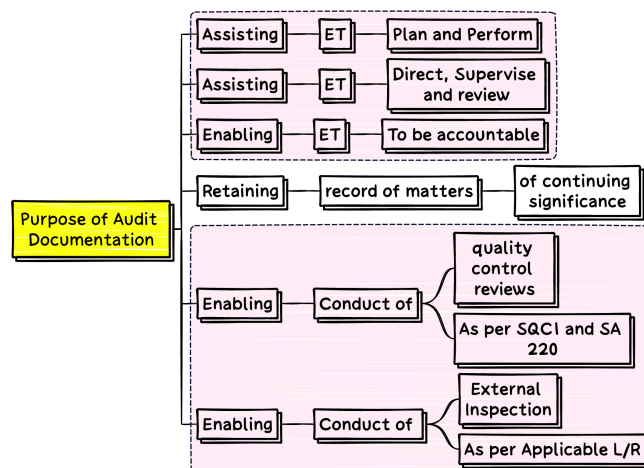 Assisting ET Plan and Perform
Assisting ET Direct, Supervise
and review
Enabling ET To be accountable
Retaining record of matters of continuing
significance
Purpose of Audit
Documentation
Enabling Conduct of quality
control
reviews
As per SQC1 and SA
220
Enabling Conduct of External
Inspection
As per Applicable L/R